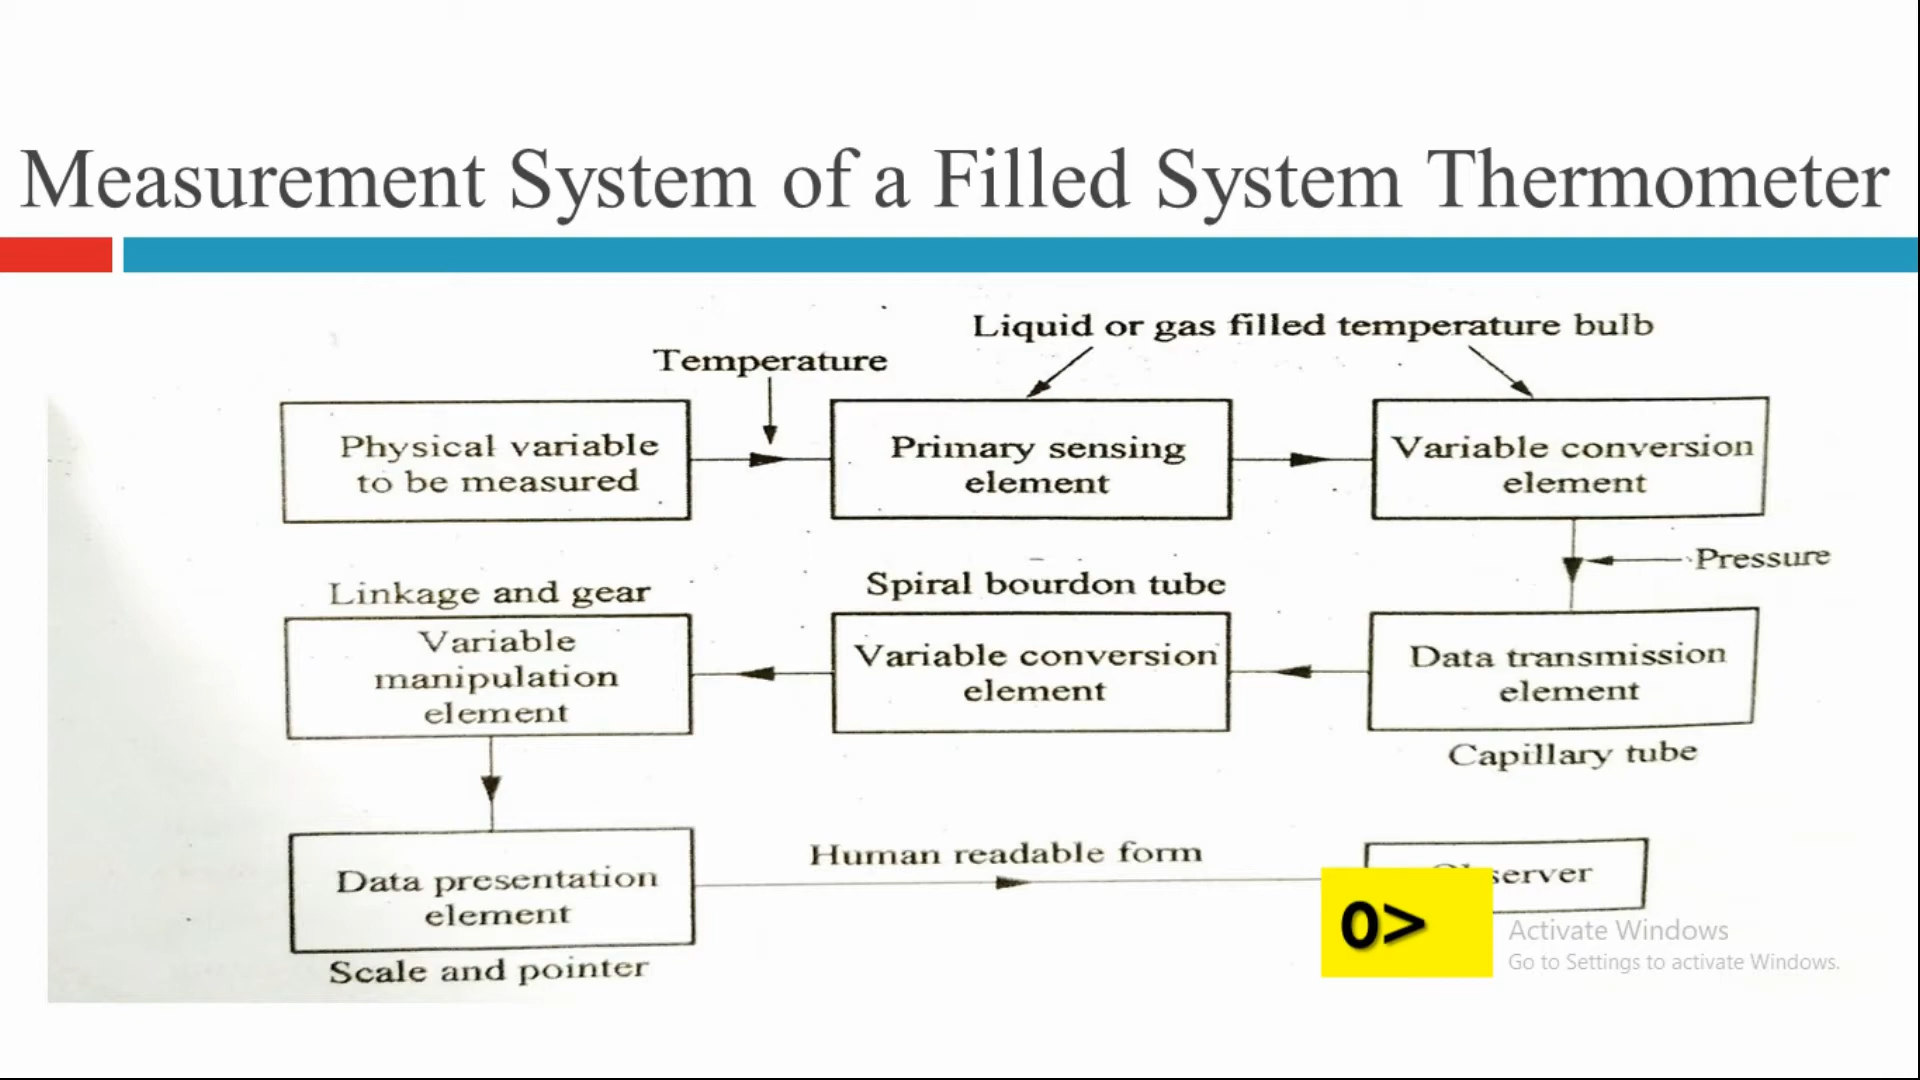 Measurement System of a Filled System Thermometer
Liquid or gas filled temperature bulb
Temperature
Physical variable
to be measured
Primary sensing
element
Variable conversion
element
Pressure
Linkage and gear
Variable
manipulation
element
Spiral bourdon tube
Variable conversion
element
Data transmission
element
Capillary tube
Data presentation
element
Scale and pointer
Human readable form
0>
Activate Windows
Go to Settings to activate Windows.